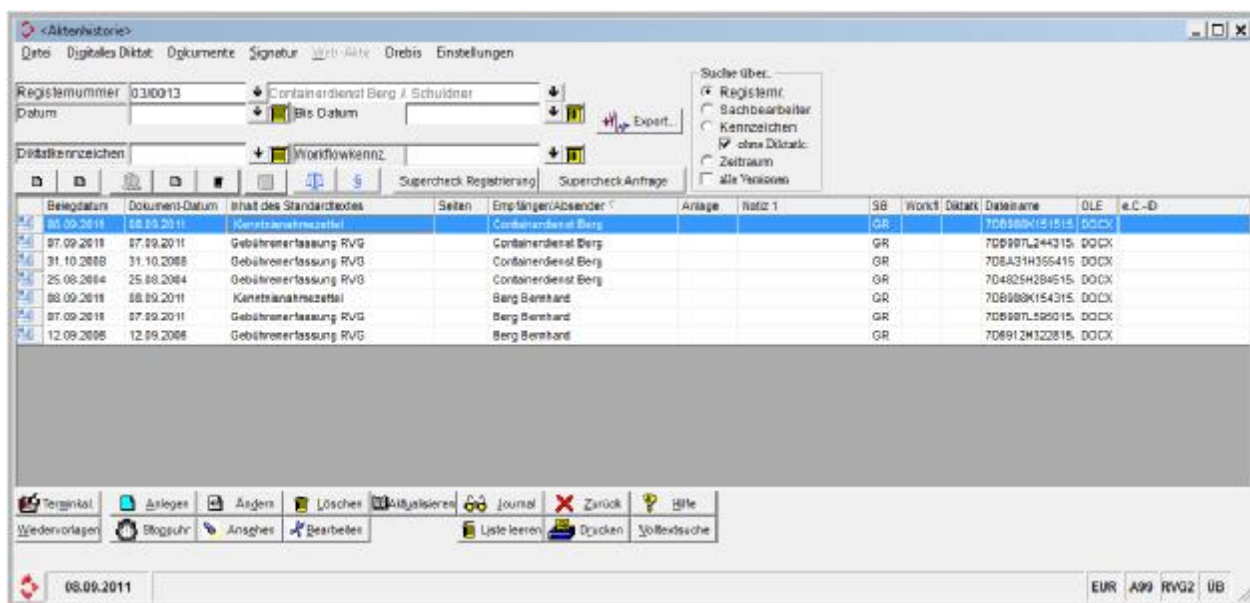 <Aktenhistorie>
Datei Digitales Diktat Dokumente Signatur Web-Akte Drebis Einstellungen
Suche über..
Registernummer 03/0013 Containerdienst Berg ./. Schuldner
Registernr.
Datum Bis Datum
Sachbearbeiter
Export...
Kennzeichen
ohne Diktatk.
Diktatkennzeichen Workflowkennz.
Zeitraum
Supercheck Registrierung Supercheck Anfrage
alle Versionen
Belegdatum Dokument-Datum Inhalt des Standardtextes Seiten Empfänger/Absender Anlage Notiz 1 SB Workfl Diktatk Dateiname OLE e.C.-ID
08.09.2011 08.09.2011 Kenntnisnahmezettel Containerdienst Berg GR DOCX
07.09.2011 07.09.2011 Gebührenerfassung RVG Containerdienst Berg GR DOCX
31.10.2008 31.10.2008 Gebührenerfassung RVG Containerdienst Berg GR DOCX
25.08.2004 25.08.2004 Gebührenerfassung RVG Containerdienst Berg GR DOCX
08.09.2011 08.09.2011 Kenntnisnahmezettel Berg Bernhard GR DOCX
07.09.2011 07.09.2011 Gebührenerfassung RVG Berg Bernhard GR DOCX
12.09.2006 12.09.2006 Gebührenerfassung RVG Berg Bernhard GR DOCX
Terminkal. Anlegen Ändern Löschen Aktualisieren Journal Zurück Hilfe
Wiedervorlagen Stoppuhr Ansehen Bearbeiten Liste leeren Drucken Volltextsuche
08.09.2011 EUR A99 RVG2 ÜB